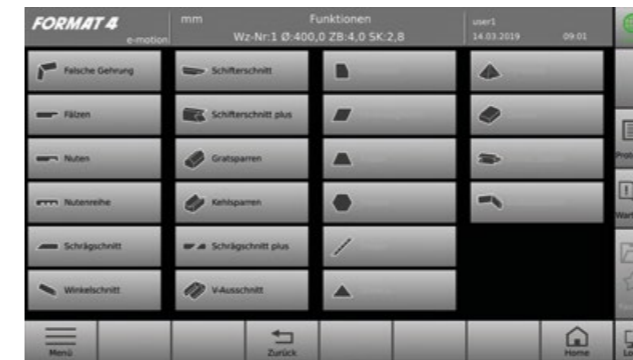 FORMAT 4
e-motion
mm
Funktionen
Wz-Nr:1 Ø:400,0 ZB:4,0 SK:2,8
user1
14.03.2019 09:01
Falsche Gehrung
Schifterschnitt
Fälzen
Schifterschnitt plus
Nuten
Gratsparren
Nutenreihe
Kehlsparren
Schrägschnitt
Schrägschnitt plus
Winkelschnitt
V-Ausschnitt
Menü
Zurück
Home